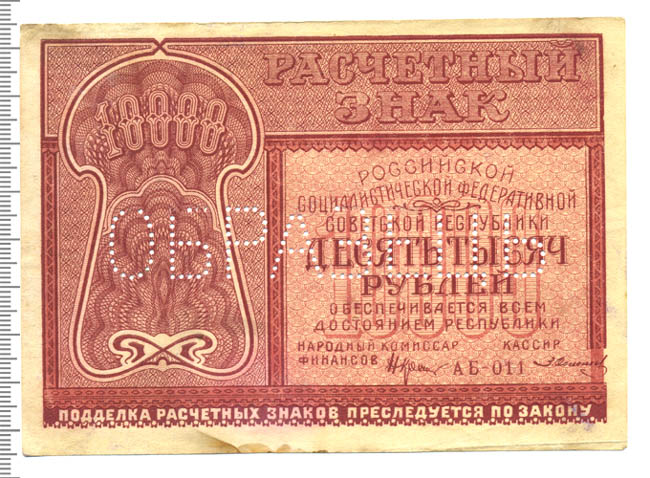 РАСЧЕТНЫЙ
ЗНАК
10000
РОССИЙСКОЙ
СОЦИАЛИСТИЧЕСКОЙ ФЕДЕРАТИВНОЙ
СОВЕТСКОЙ РЕСПУБЛИКИ
ОБРАЗЕЦ
ДЕСЯТЬ ТЫСЯЧ
РУБЛЕЙ
10000
ОБЕСПЕЧИВАЕТСЯ ВСЕМ
ДОСТОЯНИЕМ РЕСПУБЛИКИ
НАРОДНЫЙ КОМИССАР КАССИР
ФИНАНСОВ АБ-011
ПОДДЕЛКА РАСЧЕТНЫХ ЗНАКОВ ПРЕСЛЕДУЕТСЯ ПО ЗАКОНУ